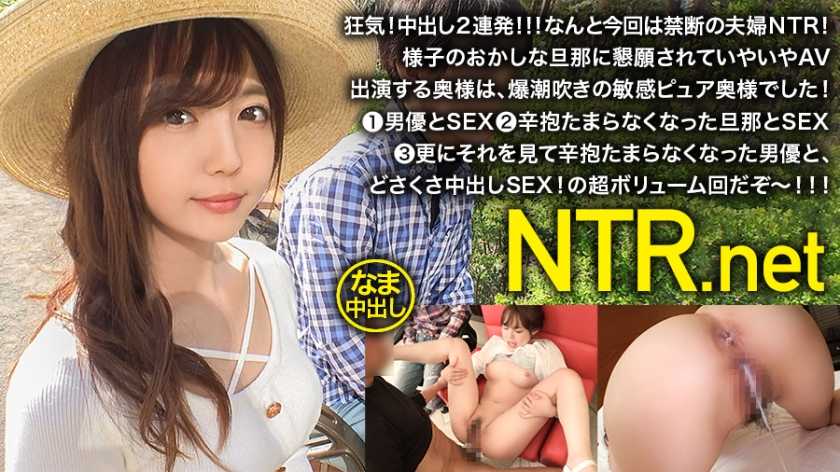 狂気！中出し２連発！！！なんと今回は禁断の夫婦NTR！
様子のおかしな旦那に懇願されていやいやAV
出演する奥様は、爆潮吹きの敏感ピュア奥様でした！
❶男優とSEX❷辛抱たまらなくなった旦那とSEX
❸更にそれを見て辛抱たまらなくなった男優と、
どさくさ中出しSEX！の超ボリューム回だぞ～！！！
NTR.net
なま
中出し